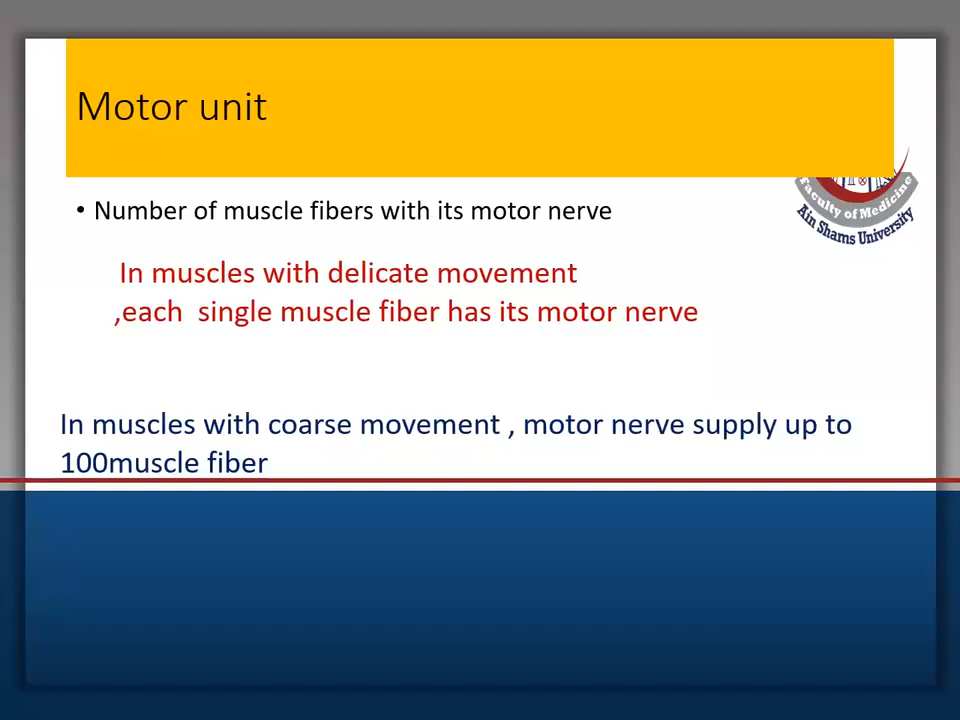 Motor unit
• Number of muscle fibers with its motor nerve
In muscles with delicate movement
,each single muscle fiber has its motor nerve
In muscles with coarse movement , motor nerve supply up to
100muscle fiber
Faculty of Medicine
Ain Shams University